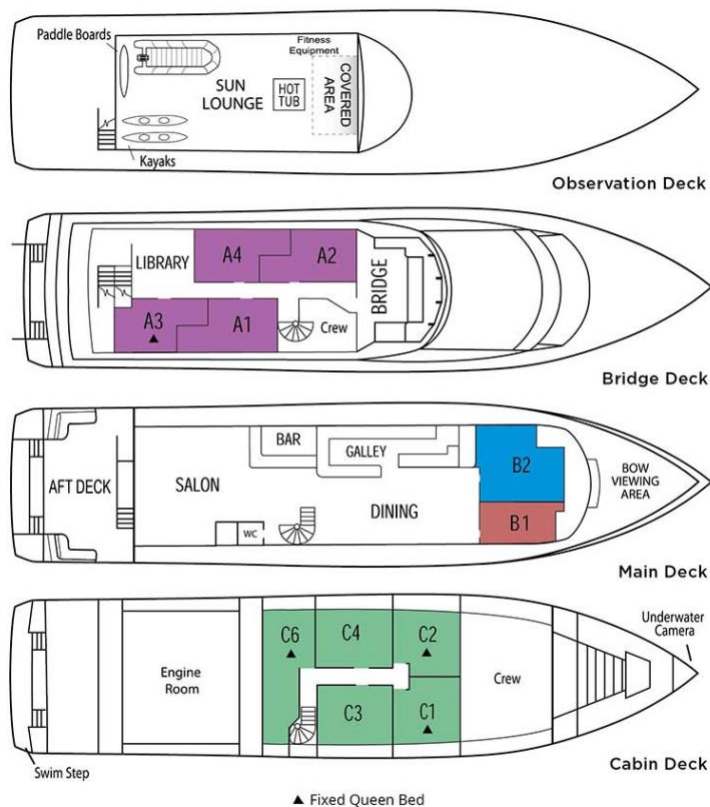 Paddle Boards
Fitness
Equipment
SUN
LOUNGE
HOT
TUB
COVERED
AREA
Kayaks
Observation Deck
LIBRARY
A4
A2
BRIDGE
A3
▲
A1
Crew
Bridge Deck
BAR
GALLEY
B2
AFT DECK
SALON
BOW
VIEWING
AREA
DINING
B1
WC
Main Deck
Underwater
Camera
C6
▲
C4
C2
▲
Engine
Room
Crew
C3
C1
▲
Cabin Deck
Swim Step
▲ Fixed Queen Bed